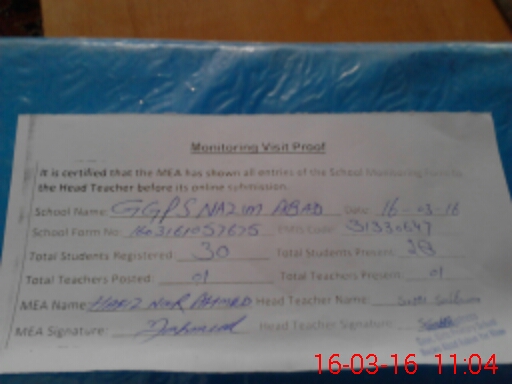 Monitoring Visit Proof
It is certified that the MEA has shown all entries of the School Monitoring Form to
the Head Teacher before its online submission.
School Name: GGPS NAZIM ABAD Date: 16-03-16
School Form No: EMIS Code: 31330647
Total Students Registered: 30 Total Students Present: 28
Total Teachers Posted: 01 Total Teachers Present: 01
MEA Name: HAFIZ NOR AHMED Head Teacher Name:
MEA Signature: Head Teacher Signature:
16-03-16 11:04